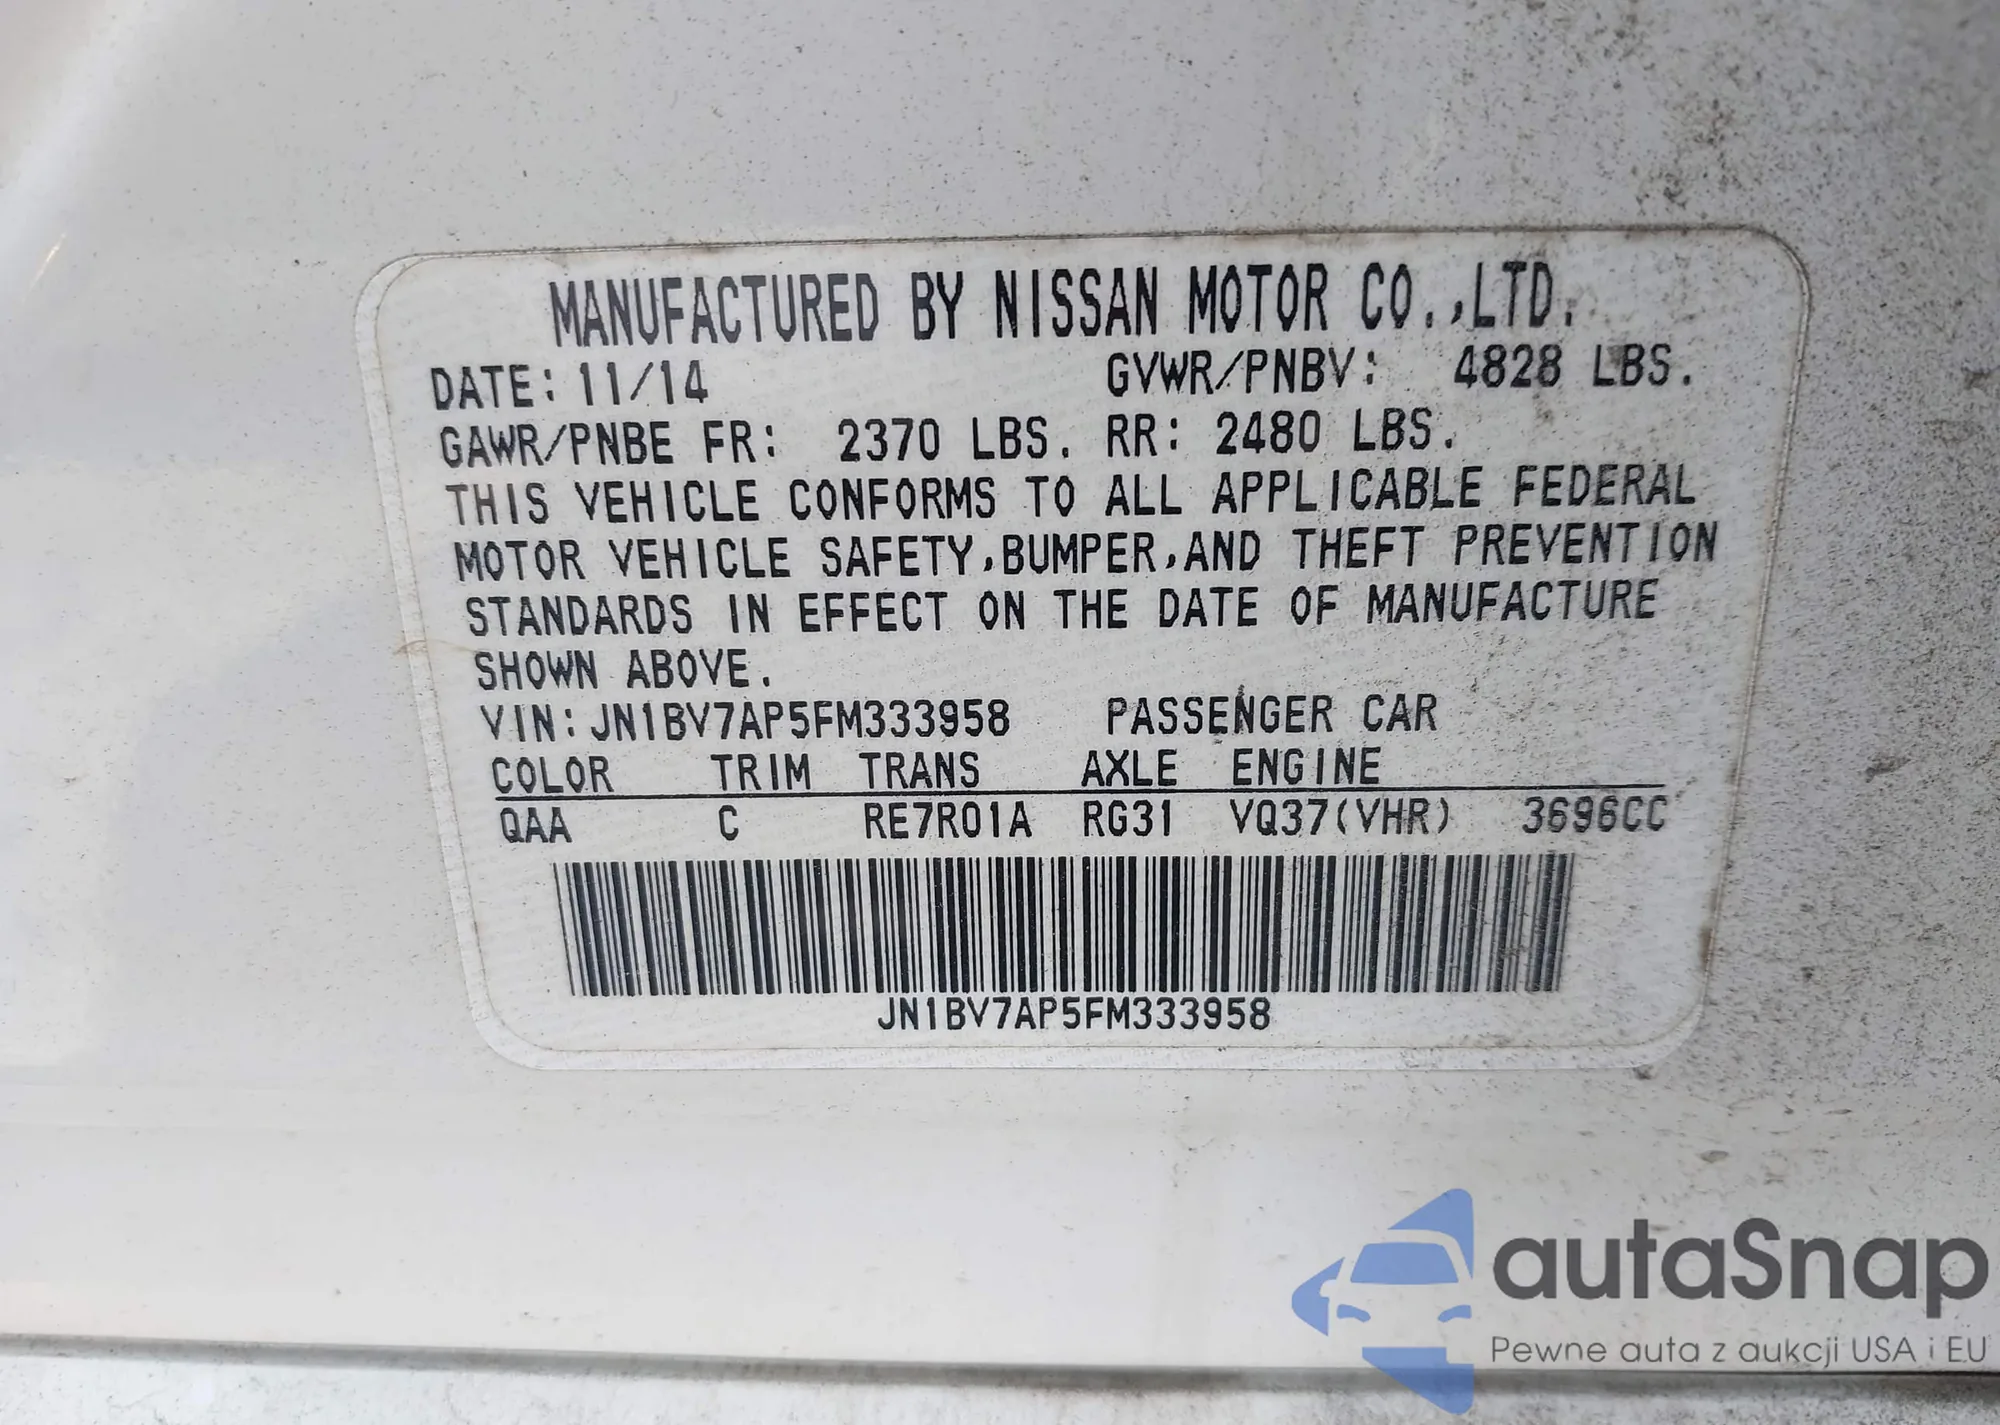 MANUFACTURED BY NISSAN MOTOR CO.,LTD.
DATE: 11/14 GVWR/PNBV: 4828 LBS.
GAWR/PNBE FR: 2370 LBS. RR: 2480 LBS.
THIS VEHICLE CONFORMS TO ALL APPLICABLE FEDERAL
MOTOR VEHICLE SAFETY,BUMPER,AND THEFT PREVENTION
STANDARDS IN EFFECT ON THE DATE OF MANUFACTURE
SHOWN ABOVE.
VIN: JN1BV7AP5FM333958 PASSENGER CAR
COLOR TRIM TRANS AXLE ENGINE
QAA C RE7R01A RG31 VQ37(VHR) 3696CC
JN1BV7AP5FM333958
autaSnap
Pewne auta z aukcji USA i EU